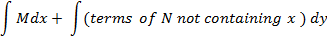 ∫ Mdx + ∫(terms of N not containing x ) dy